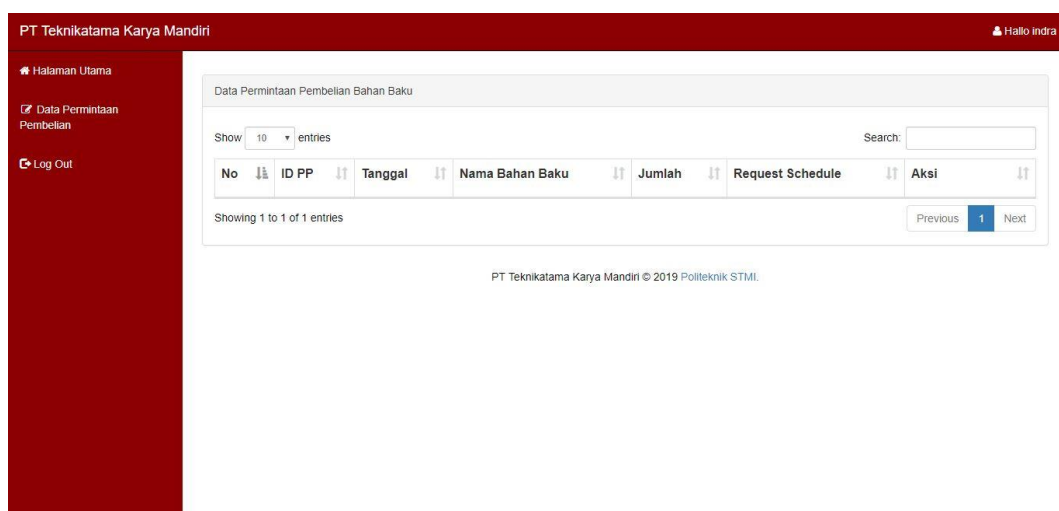 PT Teknikatama Karya Mandiri
Hallo indra
Halaman Utama
Data Permintaan
Pembelian
Log Out
Data Permintaan Pembelian Bahan Baku
Show 10 entries
Search:
No ID PP Tanggal Nama Bahan Baku Jumlah Request Schedule Aksi
Showing 1 to 1 of 1 entries
Previous 1 Next
PT Teknikatama Karya Mandiri © 2019 Politeknik STMI.